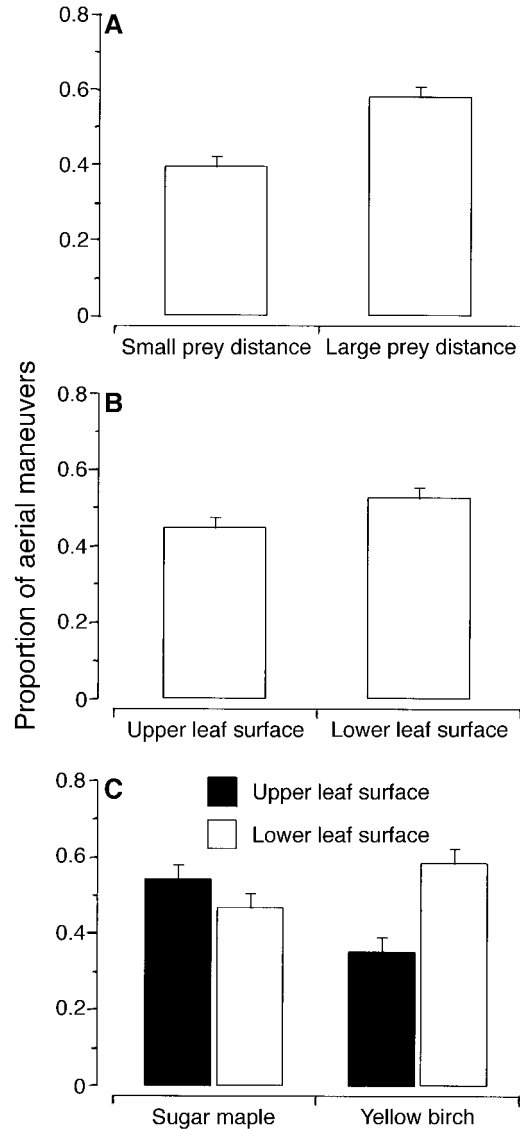 Proportion of aerial maneuvers
A
0.8
0.6
0.4
0.2
0
Small prey distance Large prey distance
B
0.8
0.6
0.4
0.2
0
Upper leaf surface Lower leaf surface
C
0.8
0.6
0.4
0.2
0
Upper leaf surface
Lower leaf surface
Sugar maple Yellow birch